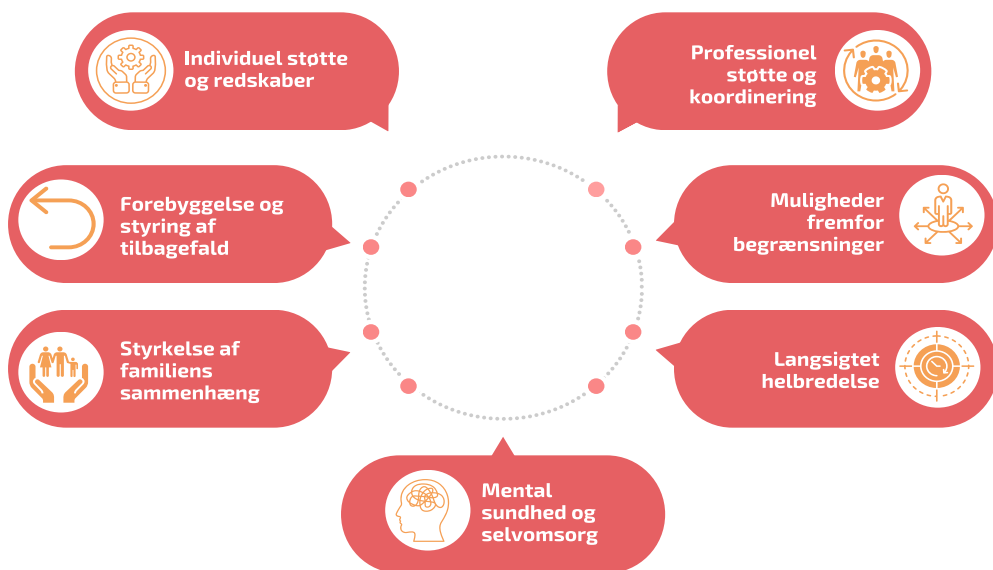 Individuel støtte
og redskaber
Professionel
støtte og
koordinering
Forebyggelse og
styring af
tilbagefald
Muligheder
fremfor
begrænsninger
Styrkelse af
familiens
sammenhæng
Langsigtet
helbredelse
Mental
sundhed og
selvomsorg